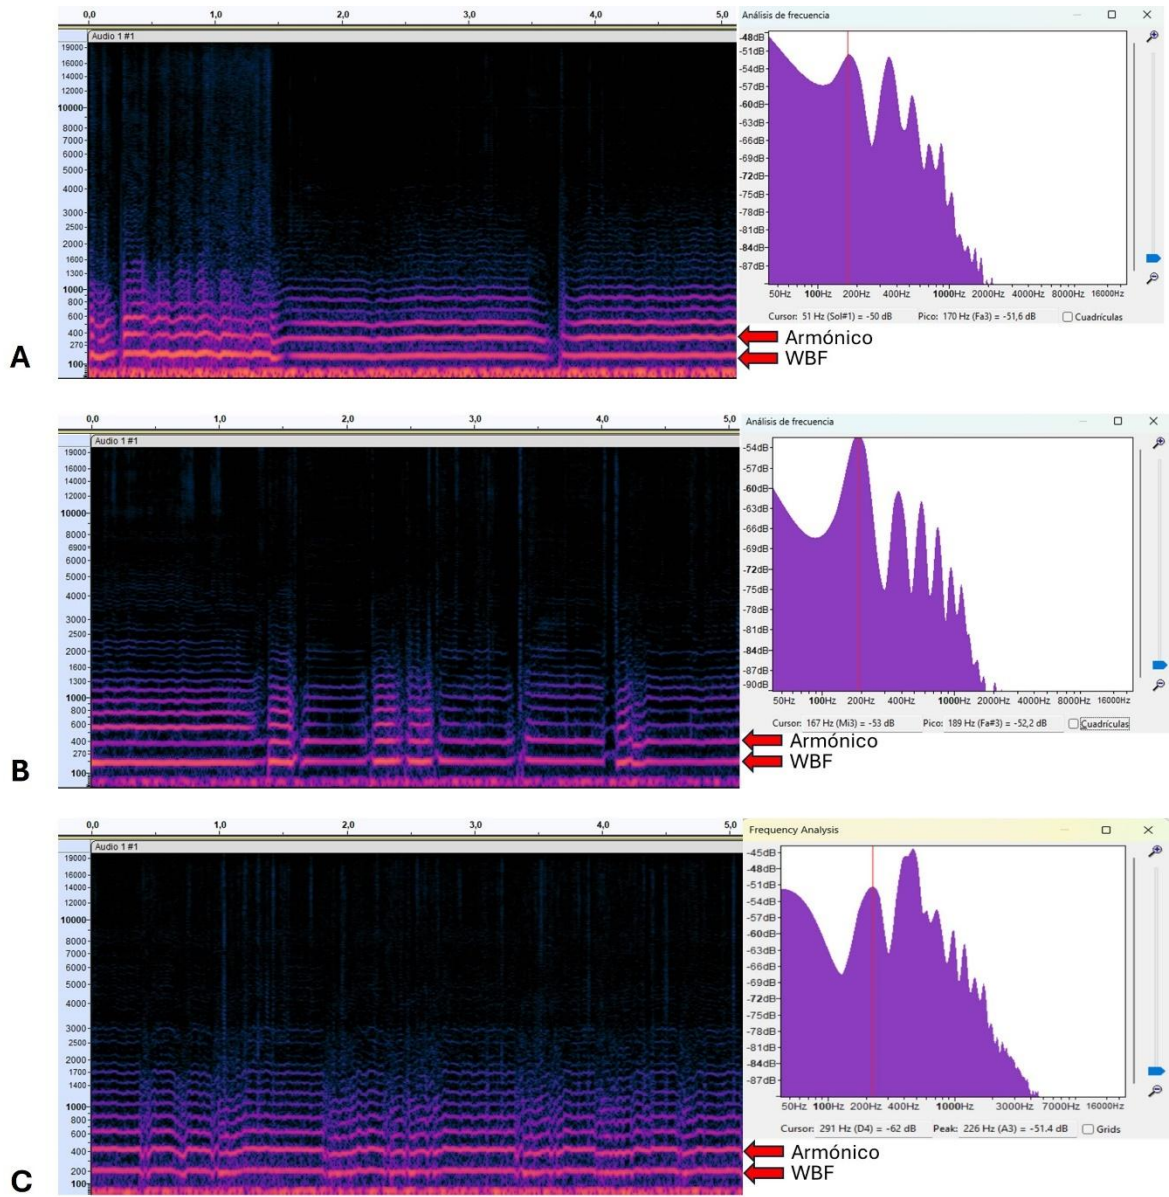 0,0 1,0 2,0 3,0 4,0 5,0
Audio 1 #1
19000
16000
14000
12000
10000
8000
7000
6000
5000
4000
3000
2500
2000
1600
1300
1000
800
600
400
270
100
Análisis de frecuencia
-48dB
-51dB
-54dB
-57dB
-60dB
-63dB
-66dB
-69dB
-72dB
-75dB
-78dB
-81dB
-84dB
-87dB
50Hz 100Hz 200Hz 400Hz 1000Hz 2000Hz 4000Hz 8000Hz 16000Hz
Cursor: 51 Hz (Sol#1) = -50 dB Pico: 170 Hz (Fa3) = -51,6 dB Cuadrículas
Armónico
WBF
A
0,0 1,0 2,0 3,0 4,0 5,0
Audio 1 #1
19000
16000
14000
12000
10000
8000
6900
6000
5000
4000
3000
2500
2000
1600
1300
1000
800
600
400
270
100
Análisis de frecuencia
-54dB
-57dB
-60dB
-63dB
-66dB
-69dB
-72dB
-75dB
-78dB
-81dB
-84dB
-87dB
-90dB
50Hz 100Hz 200Hz 400Hz 1000Hz 2000Hz 4000Hz 8000Hz 16000Hz
Cursor: 167 Hz (Mi3) = -53 dB Pico: 189 Hz (Fa#3) = -52,2 dB Cuadrículas
Armónico
WBF
B
0,0 1,0 2,0 3,0 4,0 5,0
Audio 1 #1
19000
16000
14000
12000
10000
8000
7000
6000
5000
4000
3000
2500
2000
1700
1400
1000
800
600
400
200
100
Frequency Analysis
-45dB
-48dB
-51dB
-54dB
-57dB
-60dB
-63dB
-66dB
-69dB
-72dB
-75dB
-78dB
-81dB
-84dB
-87dB
50Hz 100Hz 200Hz 400Hz 1000Hz 3000Hz 7000Hz 16000Hz
Cursor: 291 Hz (D4) = -62 dB Peak: 226 Hz (A3) = -51.4 dB Grids
Armónico
WBF
C